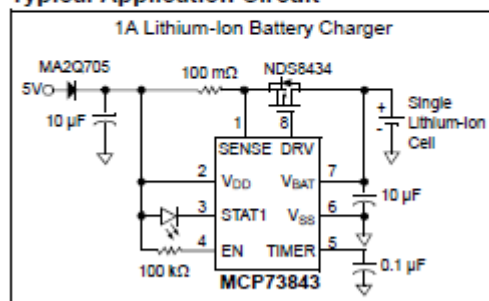 Typical Application Circuit
1A Lithium-Ion Battery Charger
MA2Q705
100 mΩ
NDS8434
5V
10 µF
+
-
Single
Lithium-Ion
Cell
1
8
SENSE DRV
2
VDD
VBAT
7
10 µF
3
STAT1
VSS
6
4
EN
TIMER
5
100 kΩ
0.1 µF
MCP73843